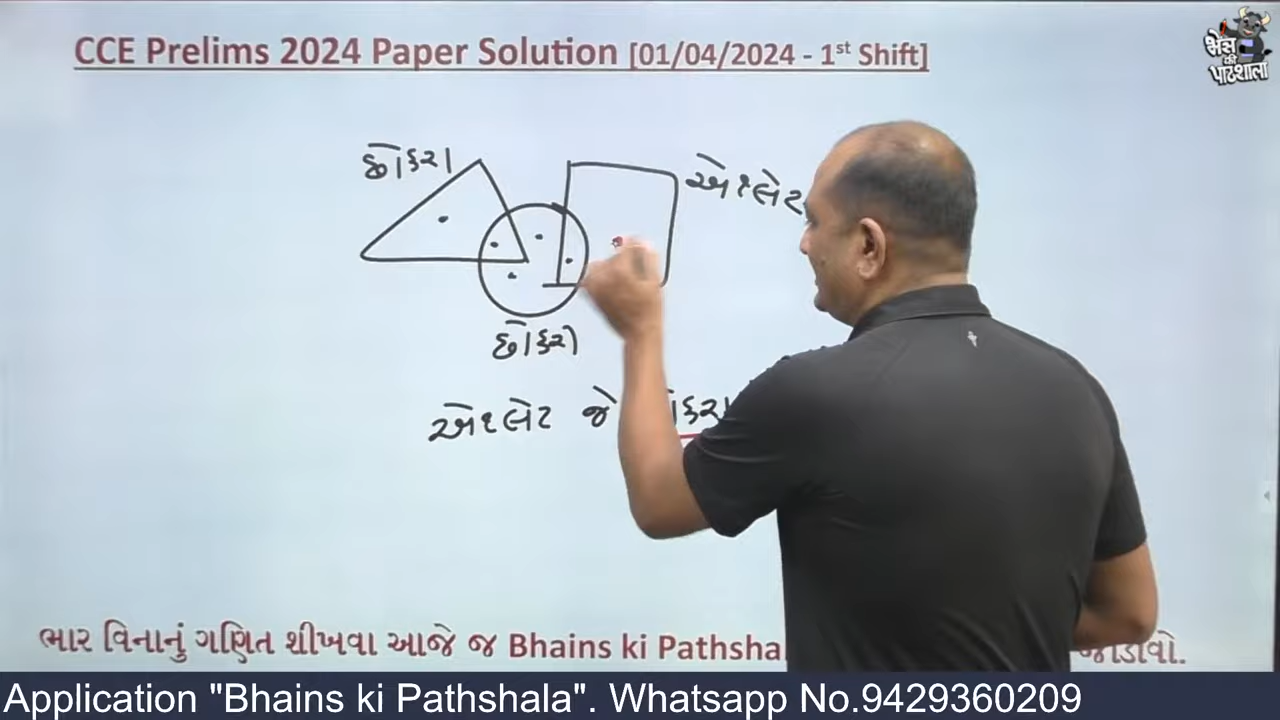 CCE Prelims 2024 Paper Solution [01/04/2024 - 1st Shift]
ભેંસ
की
પાઠશાલા
છોકરા
એથ્લેટ
છોકરી
એથ્લેટ જે
ભાર વિનાનું ગણિત શીખવા આજે જ Bhains ki Pathsha જોડાવો.
Application "Bhains ki Pathshala". Whatsapp No.9429360209